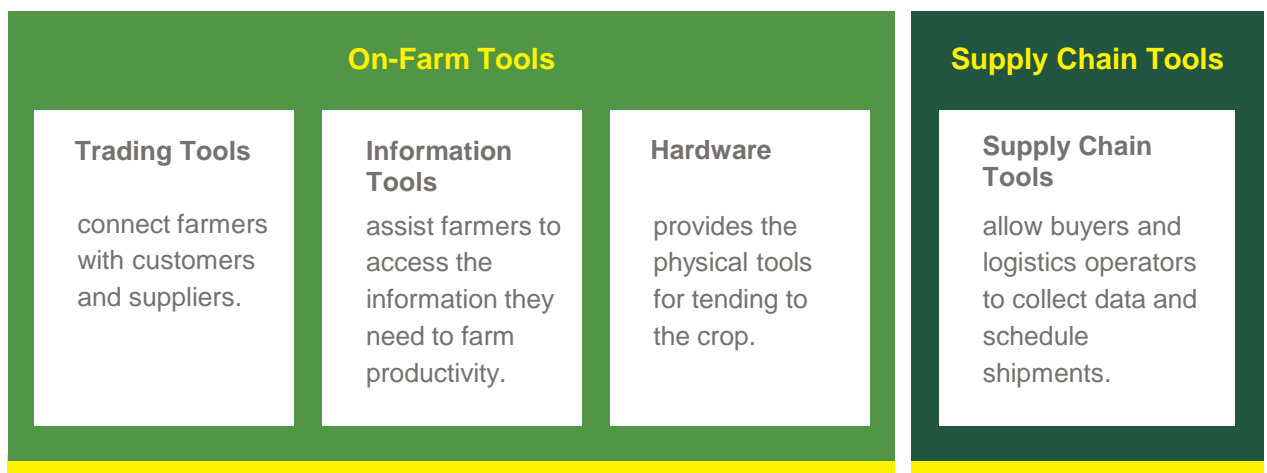 On-Farm Tools
Trading Tools
connect farmers
with customers
and suppliers.
Information
Tools
assist farmers to
access the
information they
need to farm
productivity.
Hardware
provides the
physical tools
for tending to
the crop.
Supply Chain Tools
Supply Chain
Tools
allow buyers and
logistics operators
to collect data and
schedule
shipments.